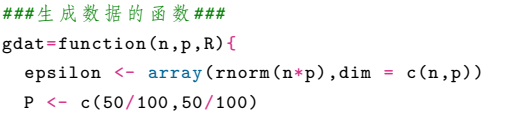 ###生成数据的函数###
gdat=function(n,p,R){
  epsilon <- array(rnorm(n*p),dim = c(n,p))
  P <- c(50/100,50/100)